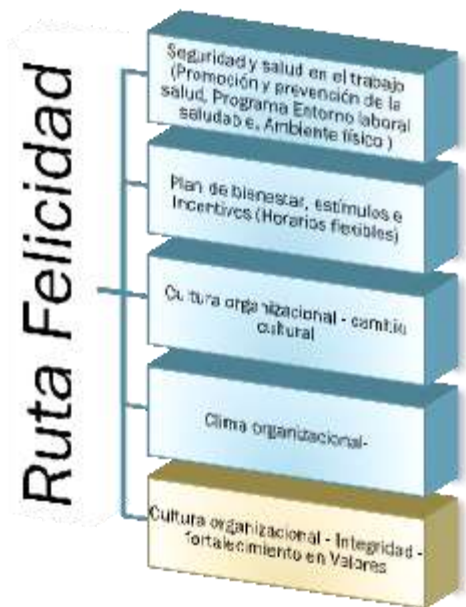 Ruta Felicidad
Seguridad y salud en el trabajo
(Promoción y prevención de la
salud, Programa Entorno laboral
saludable, Ambiente físico )
Plan de bienestar, estímulos e
Incentivos (Horarios flexibles)
Cultura organizacional - cambio
cultural
Clima organizacional-
Cultura organizacional - Integridad -
fortalecimiento en Valores